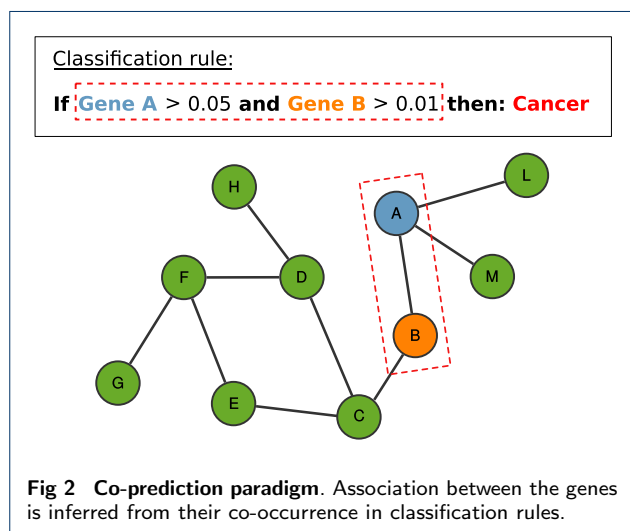 Classification rule:
If Gene A > 0.05 and Gene B > 0.01 then: Cancer
H
L
A
F
D
M
B
G
E
C
Fig 2 Co-prediction paradigm. Association between the genes
is inferred from their co-occurrence in classification rules.